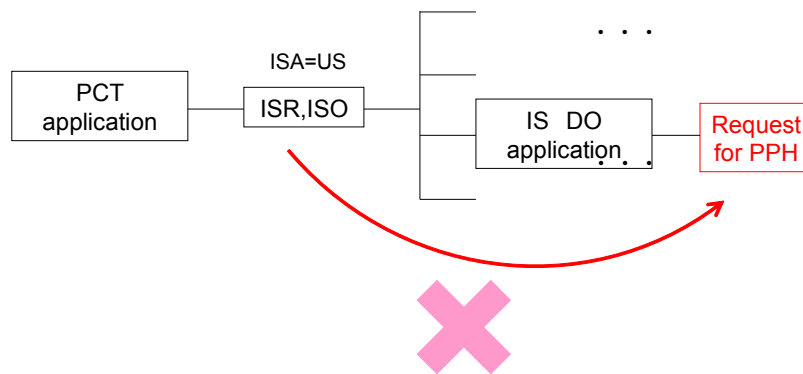 . . .
ISA=US
PCT
application
ISR,ISO
IS DO
application
. . .
Request
for PPH